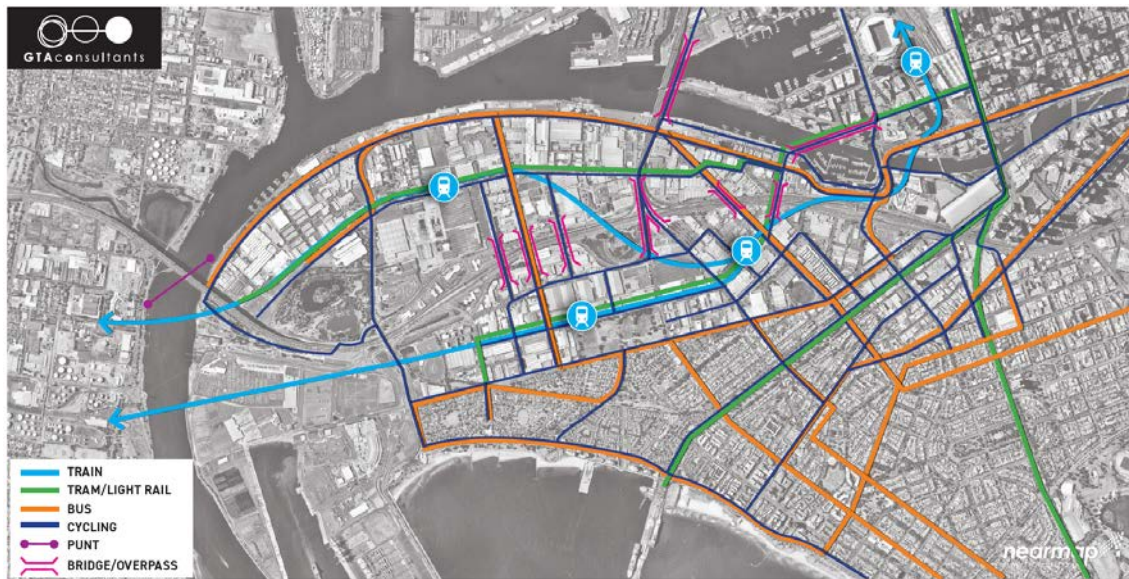 GTAconsultants
TRAIN
TRAM/LIGHT RAIL
BUS
CYCLING
PUNT
BRIDGE/OVERPASS
nearmap